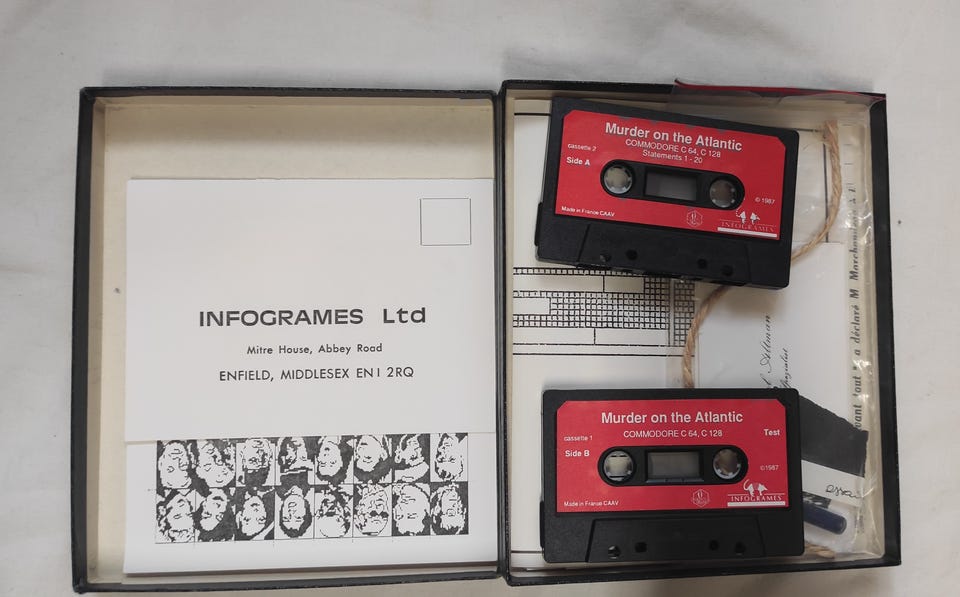 INFOGRAMES Ltd
Mitre House, Abbey Road
ENFIELD, MIDDLESEX EN1 2RQ
Murder on the Atlantic
COMMODORE C 64, C 128
cassette 2
Statements 1 - 20
Side A
© 1987
Made in France CAAV
INFOGRAMES
Murder on the Atlantic
cassette 1
COMMODORE C 64, C 128
Test
Side B
©1987
Made in France CAAV
INFOGRAMES
Altman
a déclaré M